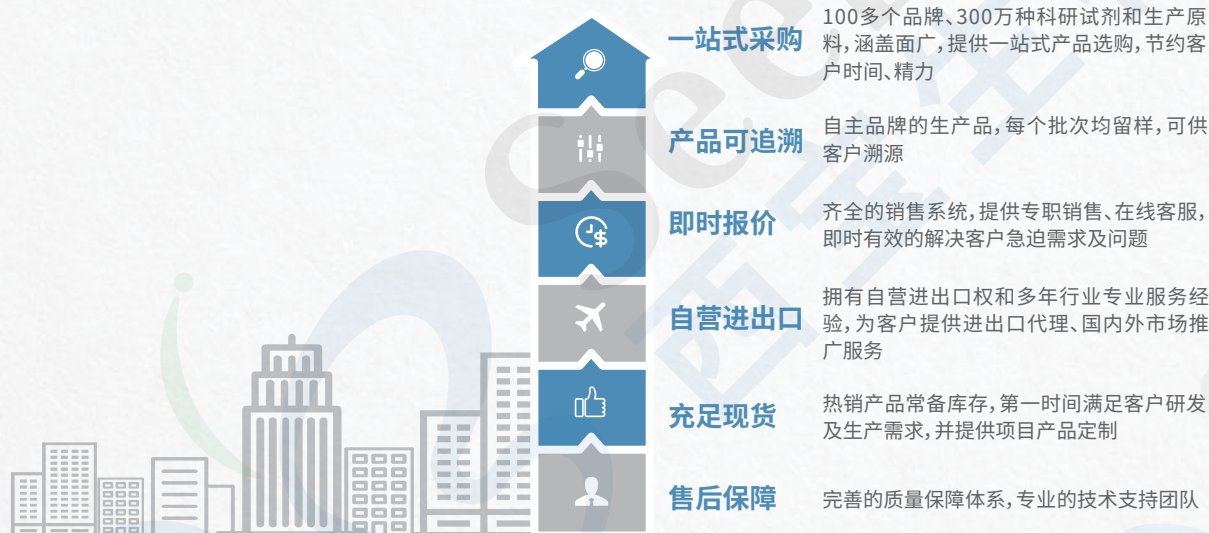 100多个品牌、300万种科研试剂和生产原
一站式采购
料,涵盖面广,提供一站式产品选购,节约客
户时间、精力
自主品牌的生产品,每个批次均留样,可供
产品可追溯
客户溯源
齐全的销售系统,提供专职销售、在线客服,
即时报价
即时有效的解决客户急迫需求及问题
拥有自营进出口权和多年行业专业服务经
自营进出口
验,为客户提供进出口代理、国内外市场推
广服务
热销产品常备库存,第一时间满足客户研发
充足现货
及生产需求,并提供项目产品定制
售后保障
完善的质量保障体系,专业的技术支持团队